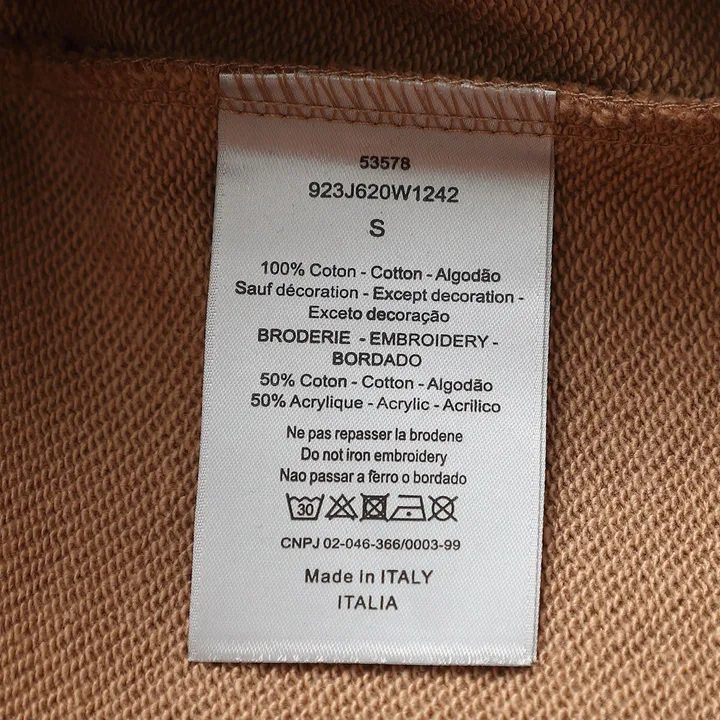 53578
923J620W1242
S
100% Coton - Cotton - Algodão
Sauf décoration - Except decoration -
Exceto decoração
BRODERIE - EMBROIDERY -
BORDADO
50% Coton - Cotton - Algodão
50% Acrylique - Acrylic - Acrilico
Ne pas repasser la brodene
Do not iron embroidery
Nao passar a ferro o bordado
30
CNPJ 02-046-366/0003-99
Made in ITALY
ITALIA